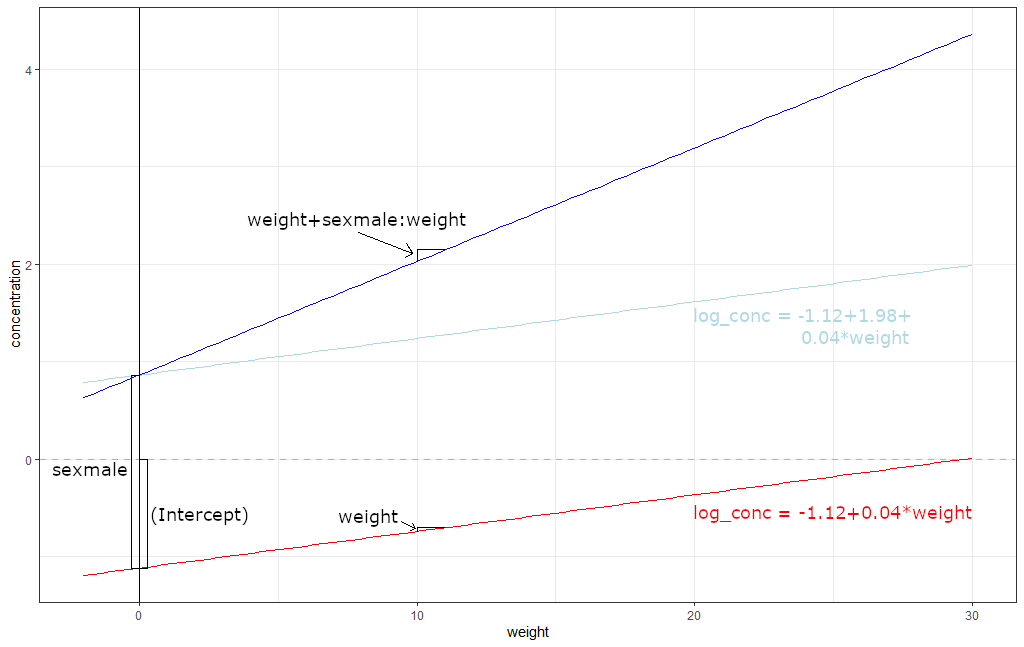 4
weight+sexmale:weight
2
concentration
log_conc = -1.12+1.98+
0.04*weight
0
sexmale
(Intercept)
weight
log_conc = -1.12+0.04*weight
0
10
20
30
weight